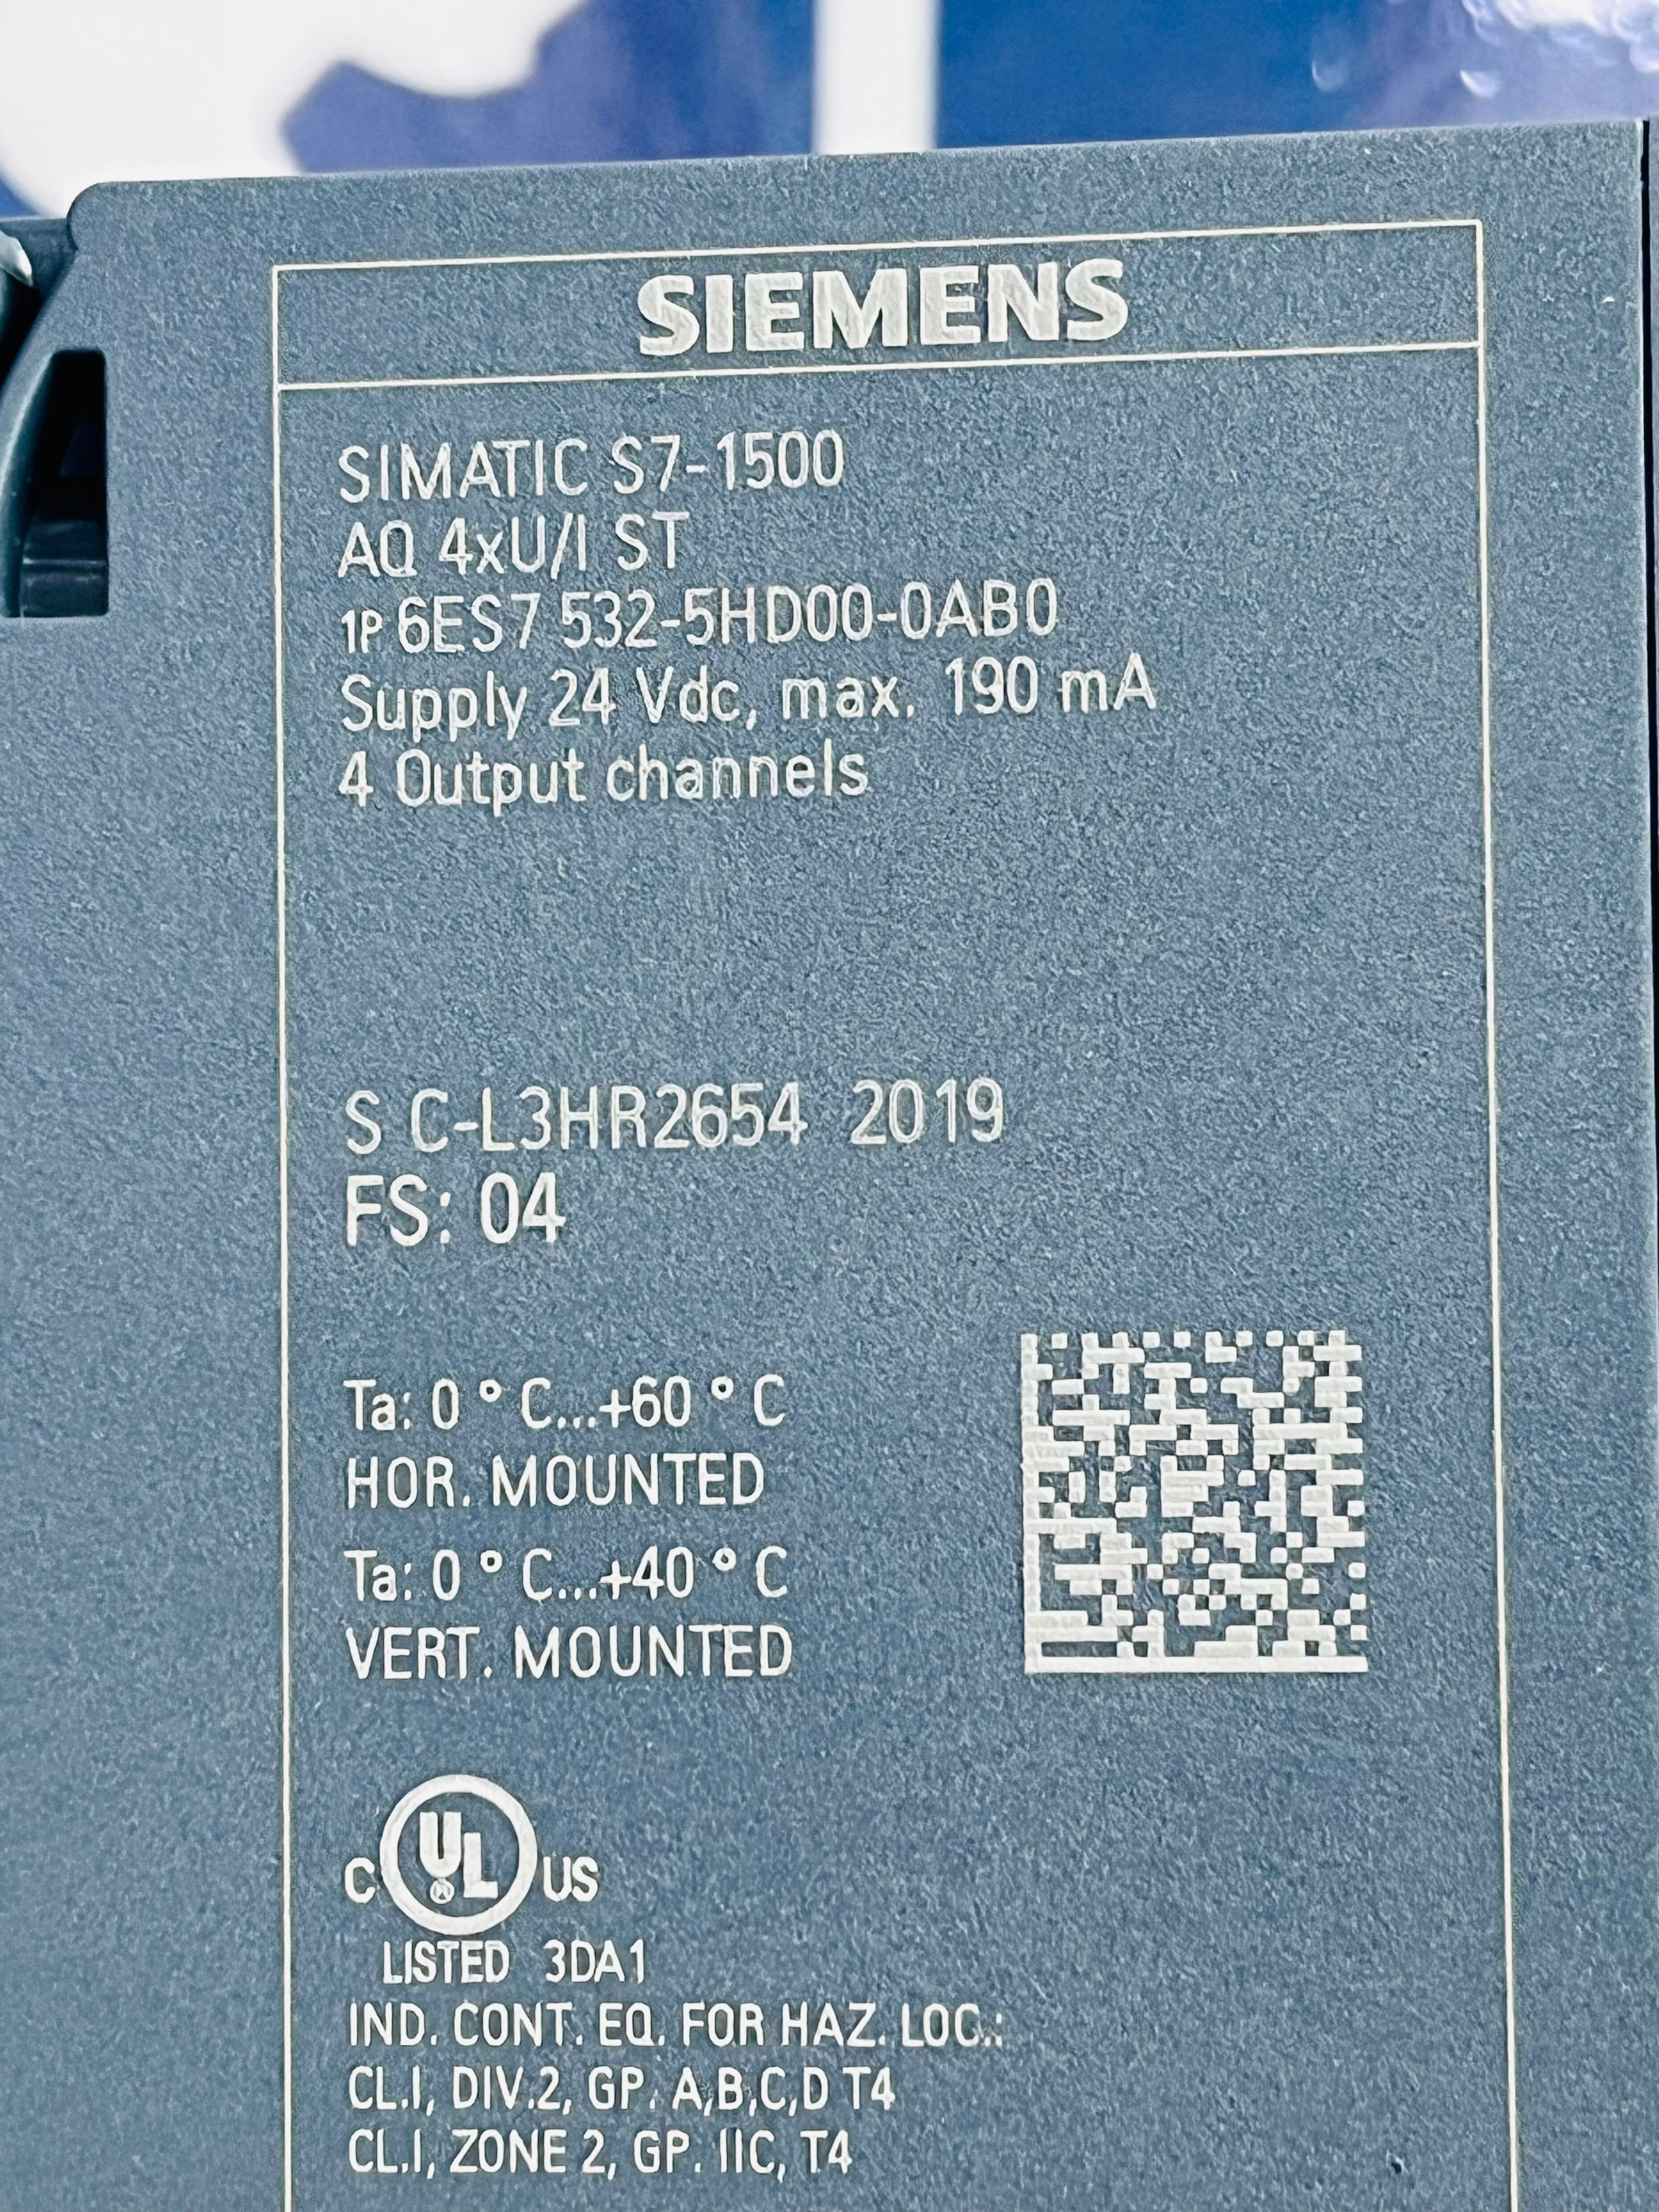 SIEMENS
SIMATIC S7-1500
AQ 4xU/I ST
1P 6ES7 532-5HD00-0AB0
Supply 24 Vdc, max. 190 mA
4 Output channels
S C-L3HR2654 2019
FS: 04
Ta: 0 ° C...+60 ° C
HOR. MOUNTED
Ta: 0 ° C...+40 ° C
VERT. MOUNTED
C UL ® US
LISTED 3DA1
IND. CONT. EQ. FOR HAZ. LOC.:
CL.I, DIV.2, GP. A,B,C,D T4
CL.I, ZONE 2, GP. IIC, T4